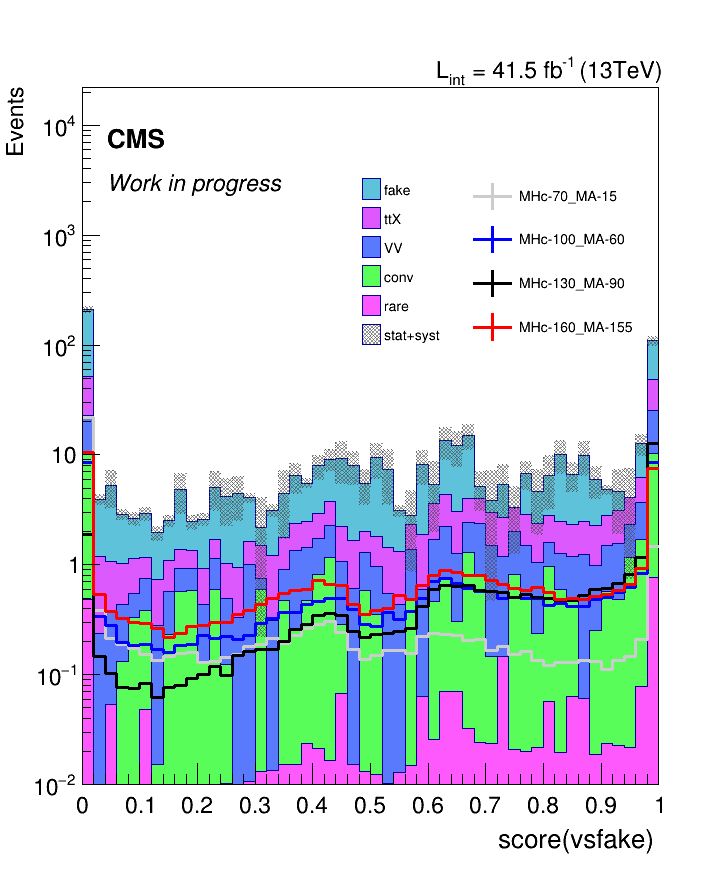 L_int = 41.5 fb^-1 (13TeV)
Events
CMS
Work in progress
fake
ttX
VV
conv
rare
stat+syst
MHc-70_MA-15
MHc-100_MA-60
MHc-130_MA-90
MHc-160_MA-155
10^4
10^3
10^2
10
1
10^-1
10^-2
0 0.1 0.2 0.3 0.4 0.5 0.6 0.7 0.8 0.9 1
score(vsfake)